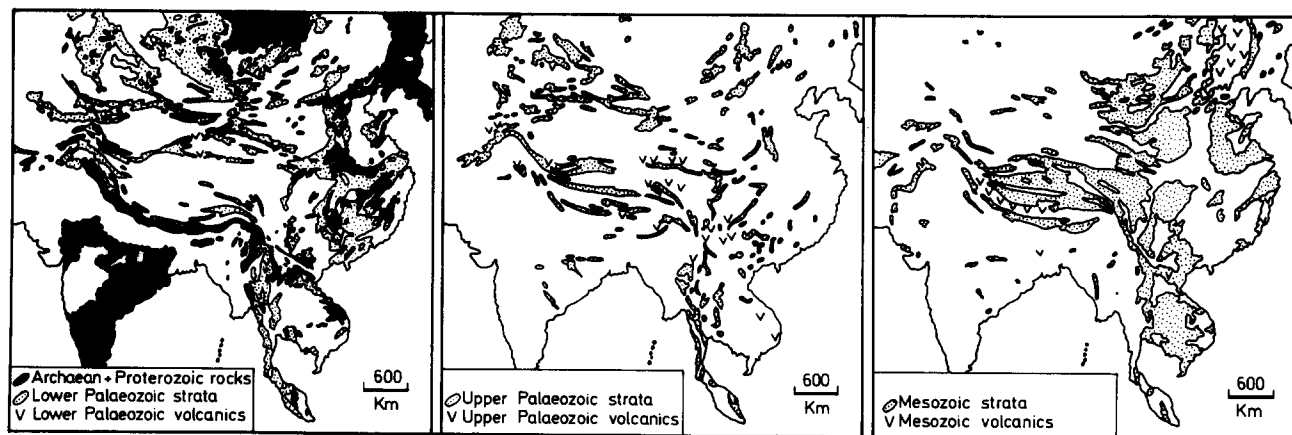 Archaean + Proterozoic rocks
Lower Palaeozoic strata
V Lower Palaeozoic volcanics
600
Km
Upper Palaeozoic strata
V Upper Palaeozoic volcanics
600
Km
Mesozoic strata
V Mesozoic volcanics
600
Km